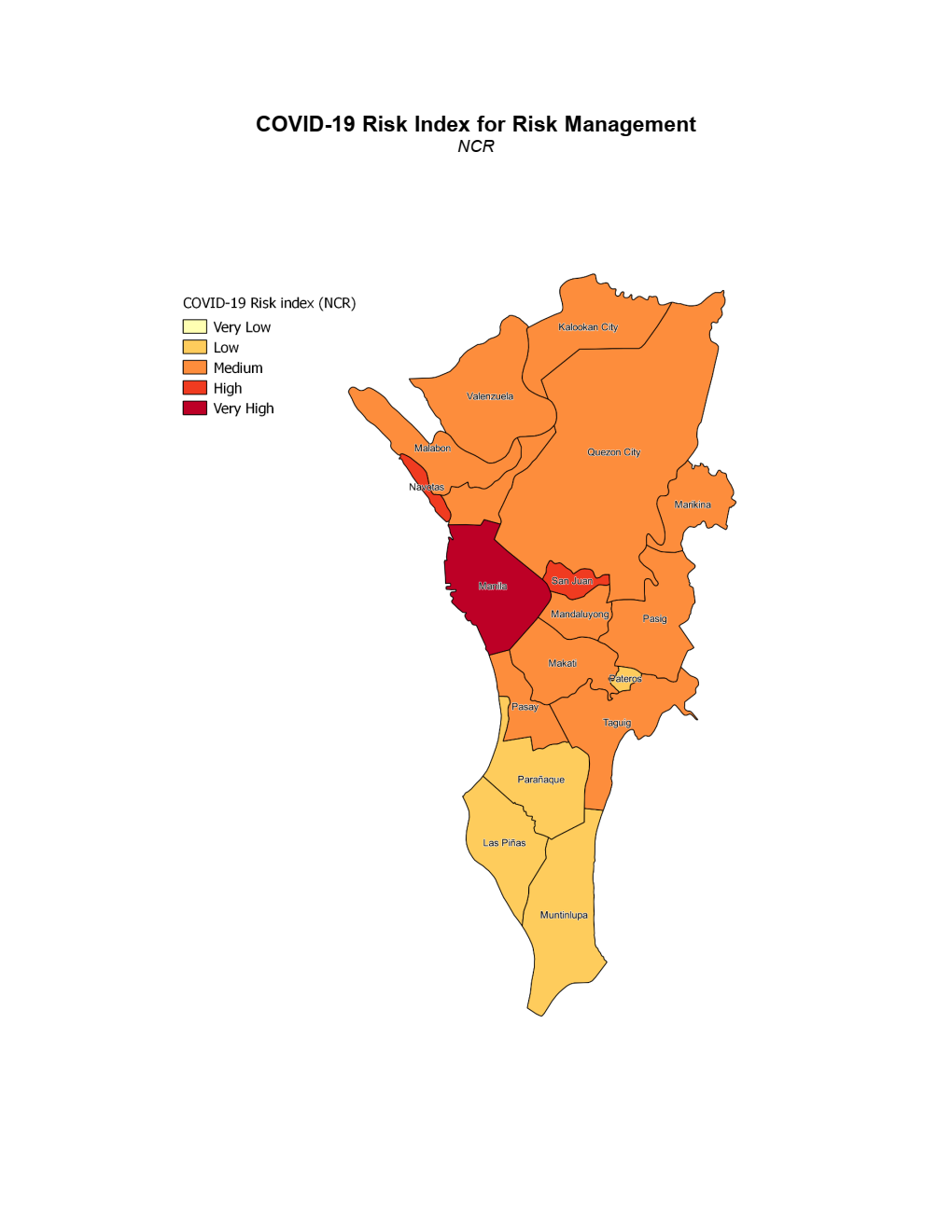 COVID-19 Risk Index for Risk Management
NCR
COVID-19 Risk index (NCR)
Very Low
Low
Medium
High
Very High
Kalookan City
Valenzuela
Malabon
Quezon City
Navotas
Marikina
San Juan
Manila
Mandaluyong
Pasig
Makati
Pateros
Pasay
Taguig
Parañaque
Las Piñas
Muntinlupa